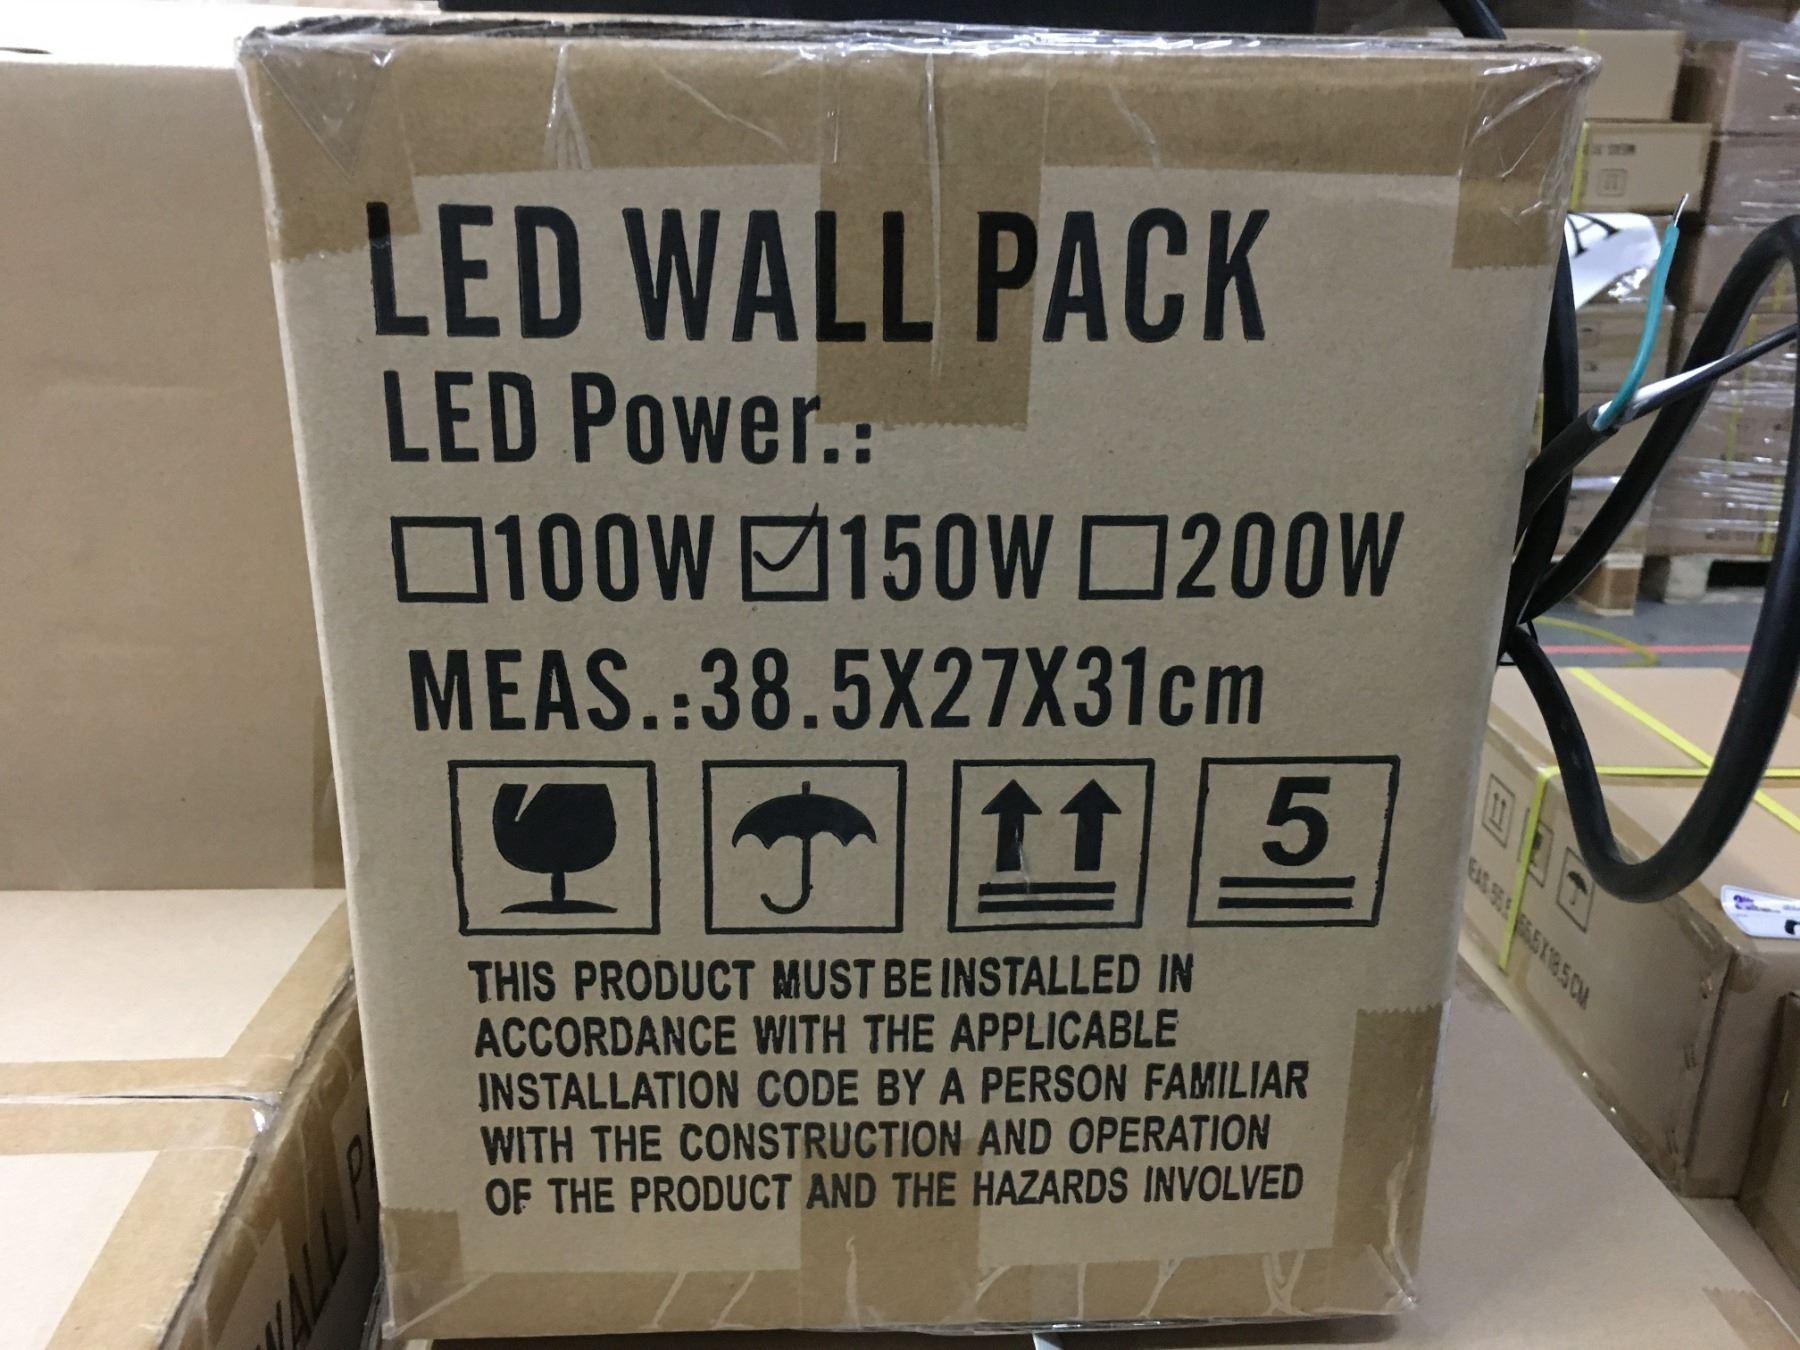 LED WALL PACK
LED Power.:
100W 150W 200W
MEAS.:38.5X27X31cm
5
THIS PRODUCT MUST BE INSTALLED IN
ACCORDANCE WITH THE APPLICABLE
INSTALLATION CODE BY A PERSON FAMILIAR
WITH THE CONSTRUCTION AND OPERATION
OF THE PRODUCT AND THE HAZARDS INVOLVED
WALL